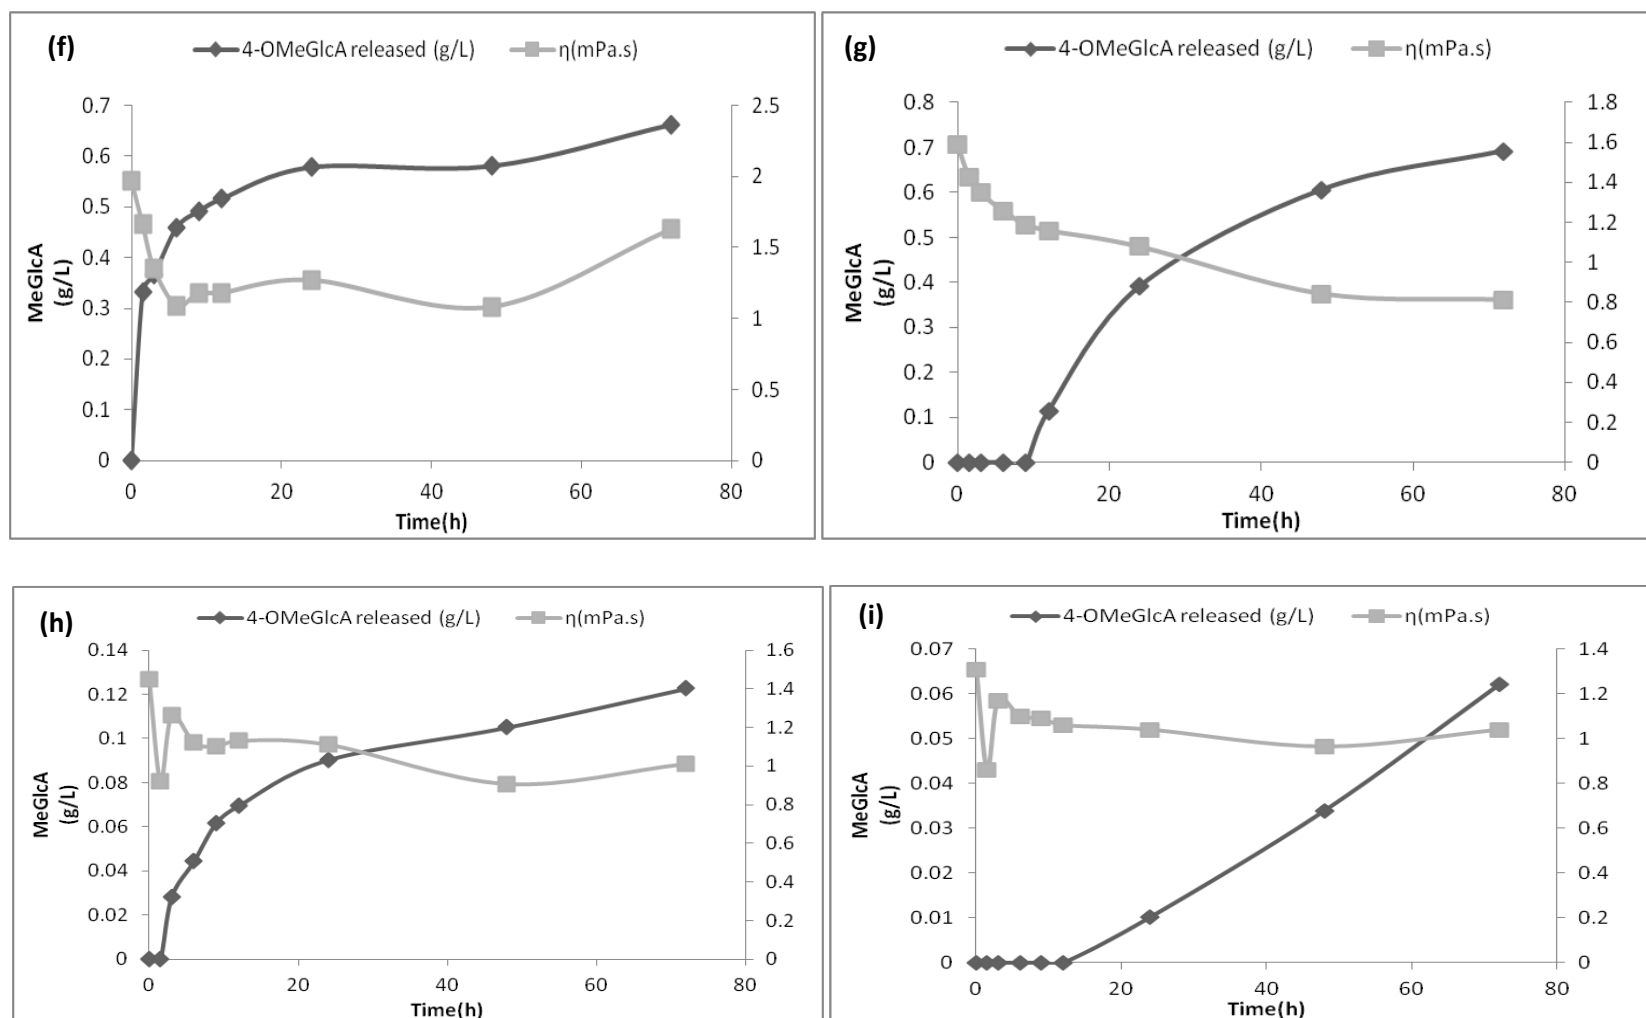 (f)
4-OMeGlcA released (g/L) η(mPa.s)
0.7
0.6
0.5
0.4
0.3
0.2
0.1
0
MeGlcA
(g/L)
2.5
2
1.5
1
0.5
0
0 20 40 60 80
Time(h)
(g)
4-OMeGlcA released (g/L) η(mPa.s)
0.8
0.7
0.6
0.5
0.4
0.3
0.2
0.1
0
MeGlcA
(g/L)
1.8
1.6
1.4
1.2
1
0.8
0.6
0.4
0.2
0
0 20 40 60 80
Time(h)
(h)
4-OMeGlcA released (g/L) η(mPa.s)
0.14
0.12
0.1
0.08
0.06
0.04
0.02
0
MeGlcA
(g/L)
1.6
1.4
1.2
1
0.8
0.6
0.4
0.2
0
0 20 40 60 80
Time(h)
(i)
4-OMeGlcA released (g/L) η(mPa.s)
0.07
0.06
0.05
0.04
0.03
0.02
0.01
0
MeGlcA
(g/L)
1.4
1.2
1
0.8
0.6
0.4
0.2
0
0 20 40 60 80
Time(h)